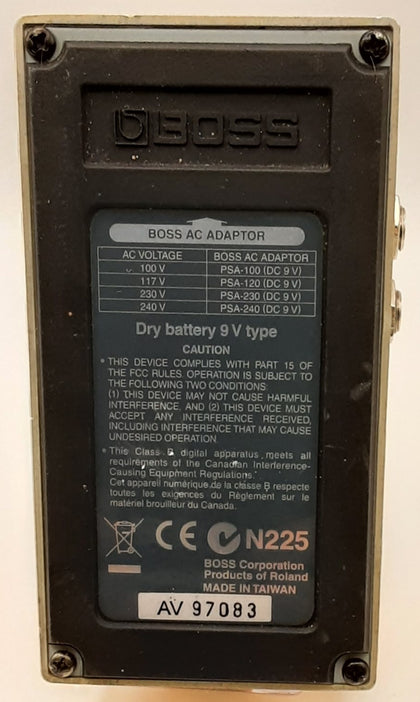 BOSS
BOSS AC ADAPTOR
AC VOLTAGE BOSS AC ADAPTOR
100 V PSA-100 (DC 9 V)
117 V PSA-120 (DC 9 V)
230 V PSA-230 (DC 9 V)
240 V PSA-240 (DC 9 V)
Dry battery 9 V type
CAUTION
* THIS DEVICE COMPLIES WITH PART 15 OF
THE FCC RULES OPERATION IS SUBJECT TO
THE FOLLOWING TWO CONDITIONS:
(1) THIS DEVICE MAY NOT CAUSE HARMFUL
INTERFERENCE, AND (2) THIS DEVICE MUST
ACCEPT ANY INTERFERENCE RECEIVED,
INCLUDING INTERFERENCE THAT MAY CAUSE
UNDESIRED OPERATION.
* This Class B digital apparatus meets all
requirements of the Canadian Interference-
Causing Equipment Regulations.
Cet appareil numérique de la classe B respecte
toutes les exigences du Règlement sur le
matériel brouilleur du Canada.
CE N225
BOSS Corporation
Products of Roland
MADE IN TAIWAN
AV 97083